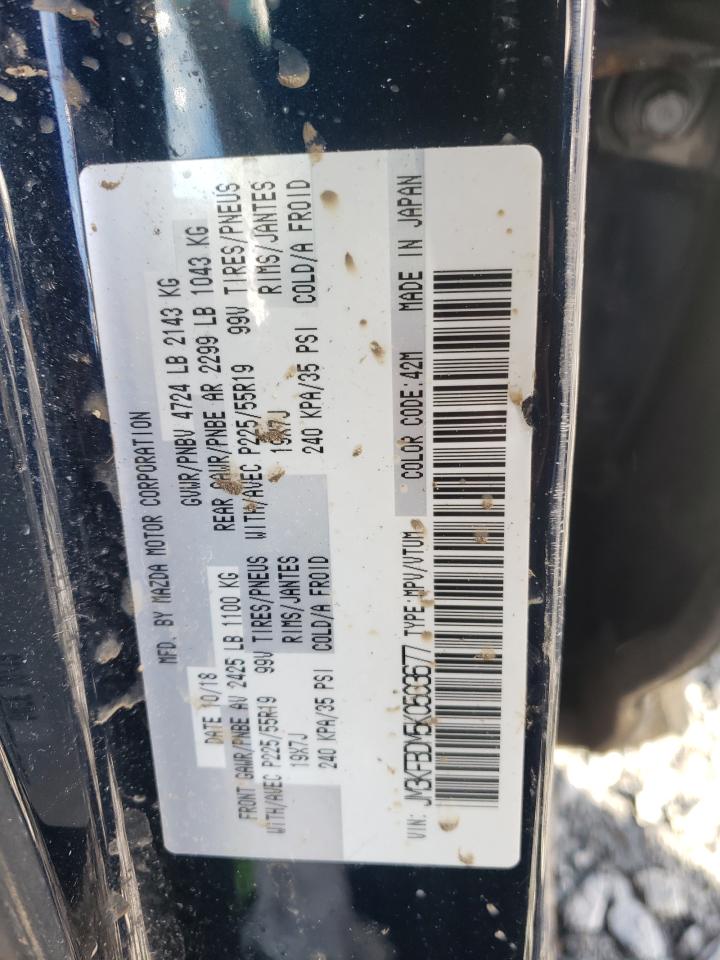 MFD. BY MAZDA MOTOR CORPORATION
DATE 10/18
GVWR/PNBV 4724 LB 2143 KG
FRONT GAWR/PNBE AV 2425 LB 1100 KG
REAR GAWR/PNBE AR 2299 LB 1043 KG
WITH/AVEC P225/55R19 99V TIRES/PNEUS
WITH/AVEC P225/55R19 99V TIRES/PNEUS
19X7J RIMS/JANTES
19X7J RIMS/JANTES
240 KPA/35 PSI COLD/A FROID
240 KPA/35 PSI COLD/A FROID
VIN: JM3KFBDM5K0503677 TYPE:MPV/VTUM COLOR CODE:42M MADE IN JAPAN